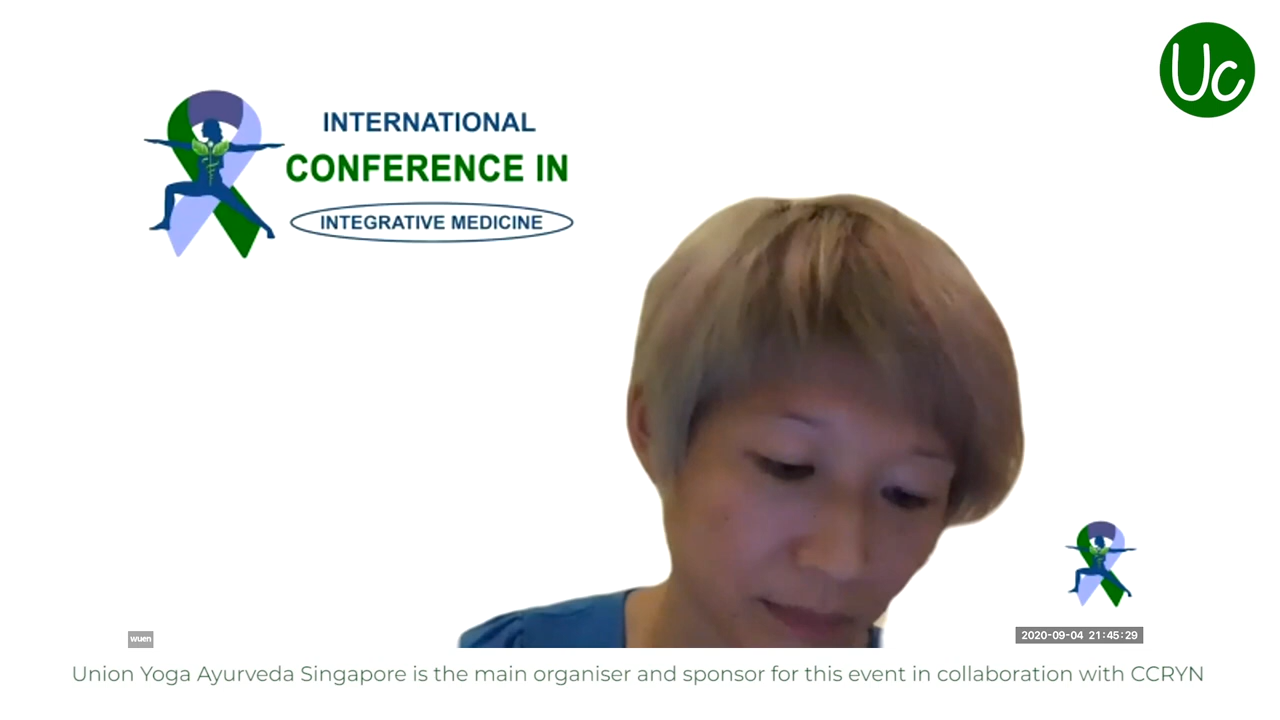 Uc
INTERNATIONAL
CONFERENCE IN
INTEGRATIVE MEDICINE
wuen
2020-09-04 21:45:29
Union Yoga Ayurveda Singapore is the main organiser and sponsor for this event in collaboration with CCRYN